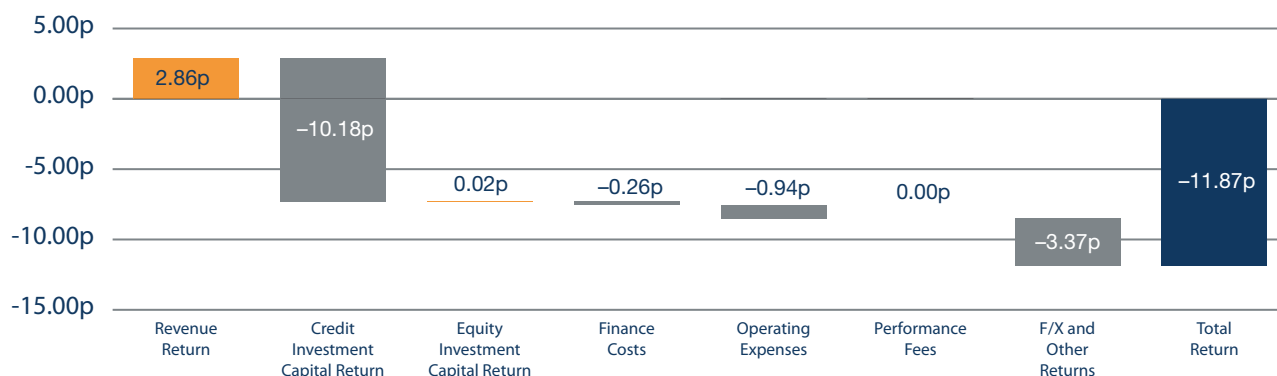 5.00p
0.00p
-5.00p
-10.00p
-15.00p
2.86p
–10.18p
0.02p
–0.26p
–0.94p
0.00p
–3.37p
–11.87p
Revenue
Return
Credit
Investment
Capital Return
Equity
Investment
Capital Return
Finance
Costs
Operating
Expenses
Performance
Fees
F/X and
Other
Returns
Total
Return